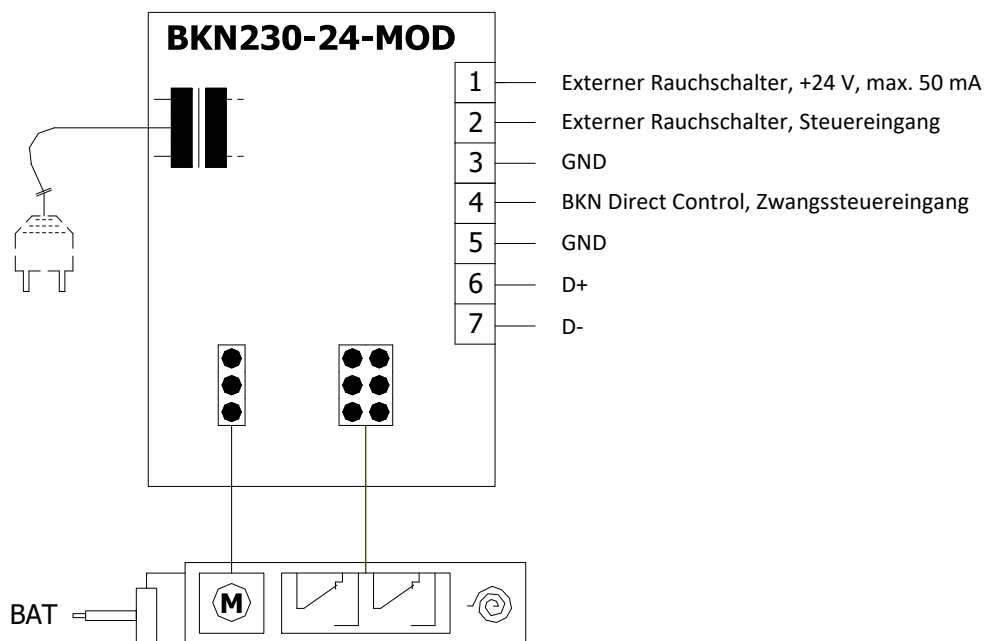 BKN230-24-MOD
1 Externer Rauchschalter, +24 V, max. 50 mA
2 Externer Rauchschalter, Steuereingang
3 GND
4 BKN Direct Control, Zwangssteuereingang
5 GND
6 D+
7 D-
BAT M